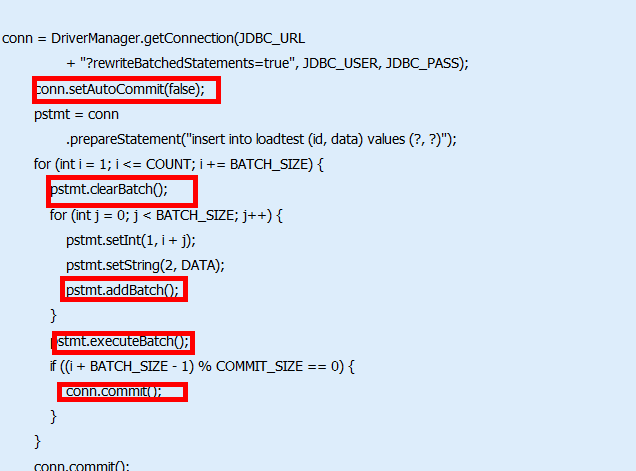 conn = DriverManager.getConnection(JDBC_URL
+ "?rewriteBatchedStatements=true", JDBC_USER, JDBC_PASS);
conn.setAutoCommit(false);
pstmt = conn
.prepareStatement("insert into loadtest (id, data) values (?, ?)");
for (int i = 1; i <= COUNT; i += BATCH_SIZE) {
pstmt.clearBatch();
for (int j = 0; j < BATCH_SIZE; j++) {
pstmt.setInt(1, i + j);
pstmt.setString(2, DATA);
pstmt.addBatch();
}
pstmt.executeBatch();
if ((i + BATCH_SIZE - 1) % COMMIT_SIZE == 0) {
conn.commit();
}
}
conn.commit();